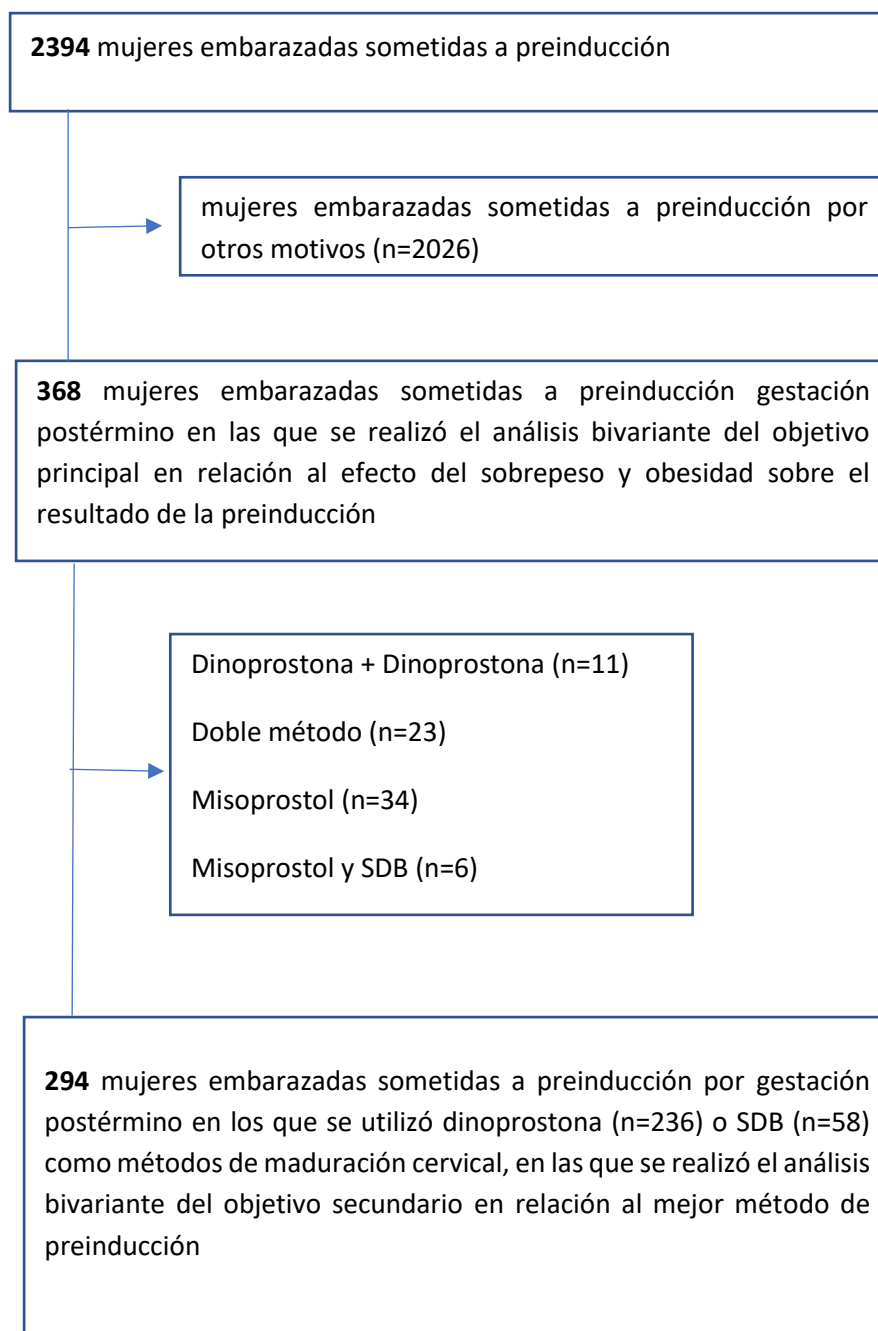 2394 mujeres embarazadas sometidas a preinducción
mujeres embarazadas sometidas a preinducción por
otros motivos (n=2026)
368 mujeres embarazadas sometidas a preinducción gestación
postérmino en las que se realizó el análisis bivariante del objetivo
principal en relación al efecto del sobrepeso y obesidad sobre el
resultado de la preinducción
Dinoprostona + Dinoprostona (n=11)
Doble método (n=23)
Misoprostol (n=34)
Misoprostol y SDB (n=6)
294 mujeres embarazadas sometidas a preinducción por gestación
postérmino en los que se utilizó dinoprostona (n=236) o SDB (n=58)
como métodos de maduración cervical, en las que se realizó el análisis
bivariante del objetivo secundario en relación al mejor método de
preinducción